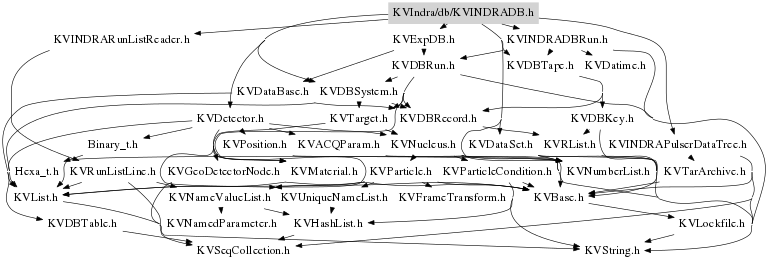 KVIndra/db/KVINDRADB.h
KVINDRARunListReader.h KVExpDB.h KVINDRADBRun.h
KVDBRun.h KVDBTape.h KVDatime.h
KVDataBase.h KVDBSystem.h
KVDetector.h KVTarget.h KVDBRecord.h KVDBKey.h
Binary_t.h KVPosition.h KVACQParam.h KVNucleus.h KVDataSet.h KVRList.h KVINDRAPulserDataTree.h
Hexa_t.h KVRunListLine.h KVGeoDetectorNode.h KVMaterial.h KVParticle.h KVParticleCondition.h KVNumberList.h KVTarArchive.h
KVList.h KVNameValueList.h KVUniqueNameList.h KVFrameTransform.h KVBase.h
KVDBTable.h KVNamedParameter.h KVHashList.h KVLockfile.h
KVSeqCollection.h KVString.h